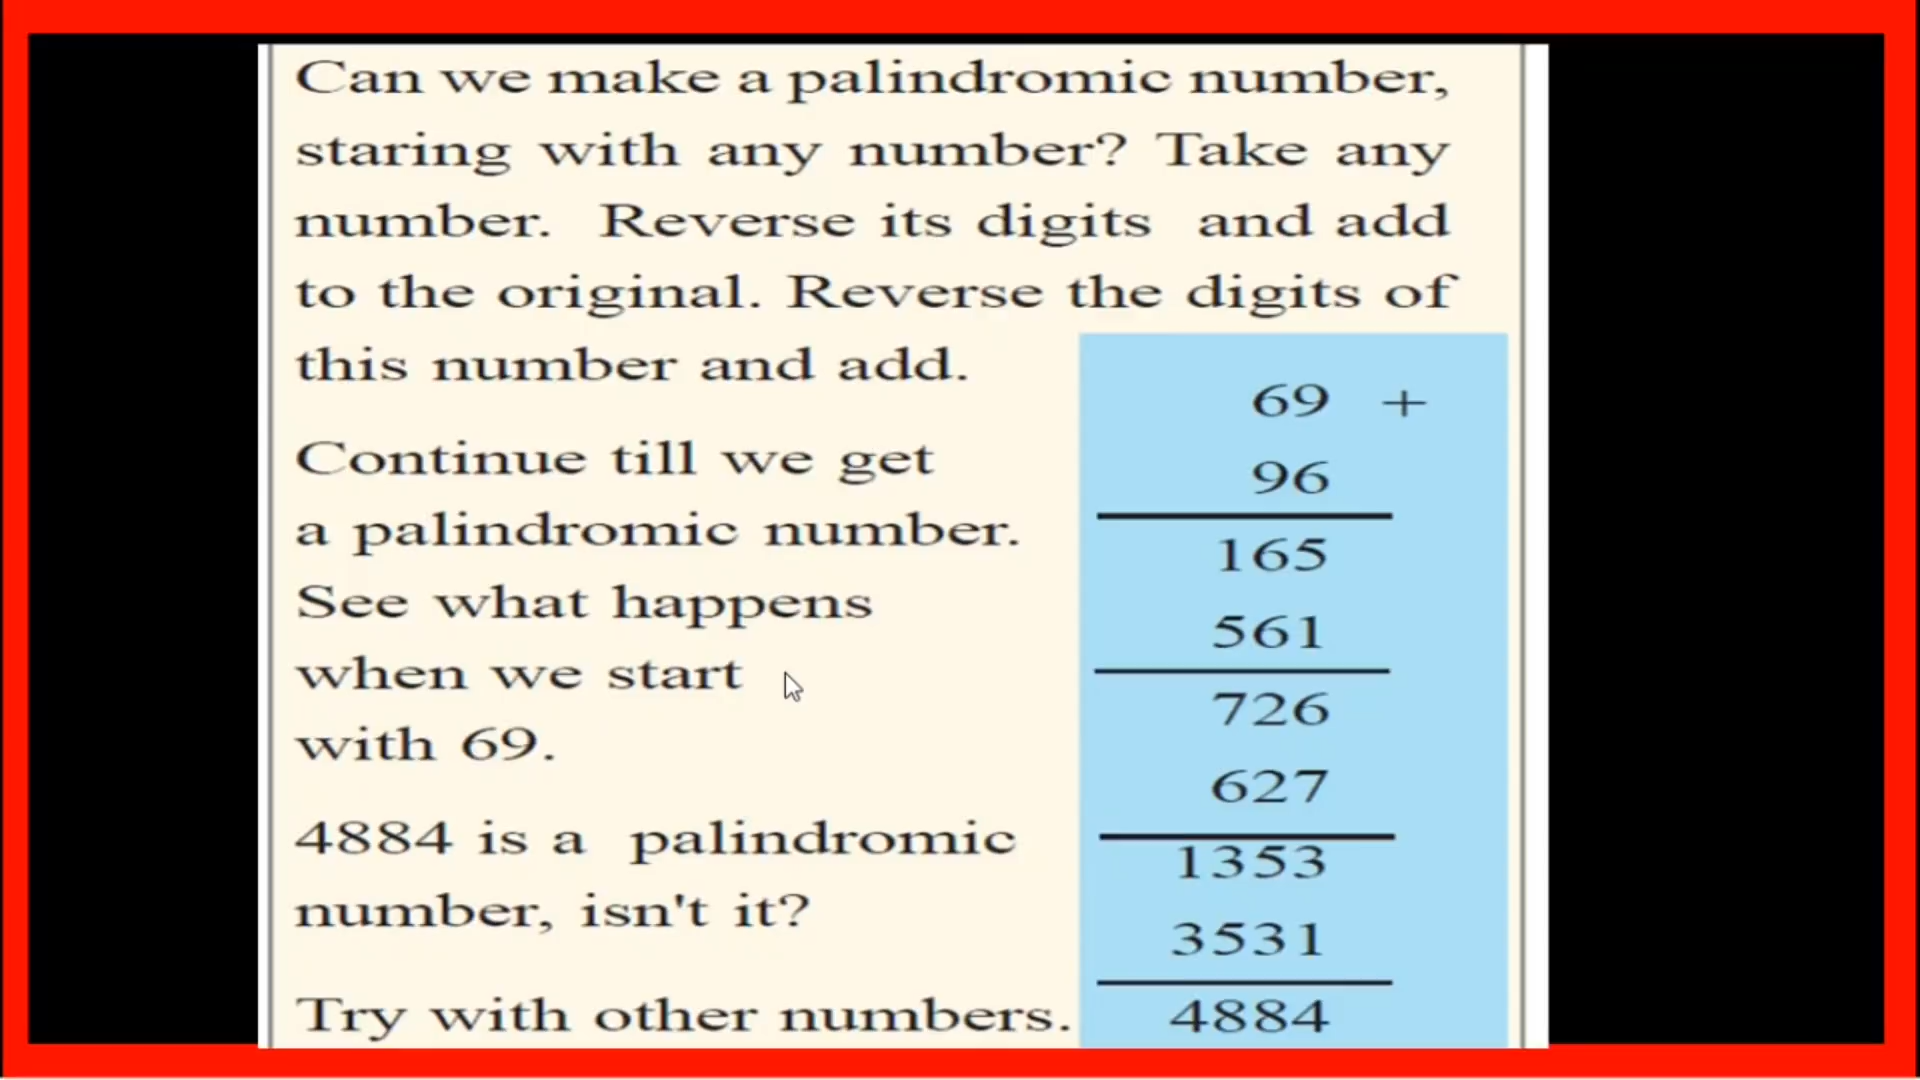 Can we make a palindromic number,
staring with any number? Take any
number. Reverse its digits and add
to the original. Reverse the digits of
this number and add.
Continue till we get
a palindromic number.
See what happens
when we start
with 69.
4884 is a palindromic
number, isn't it?
Try with other numbers.
69 +
96
165
561
726
627
1353
3531
4884